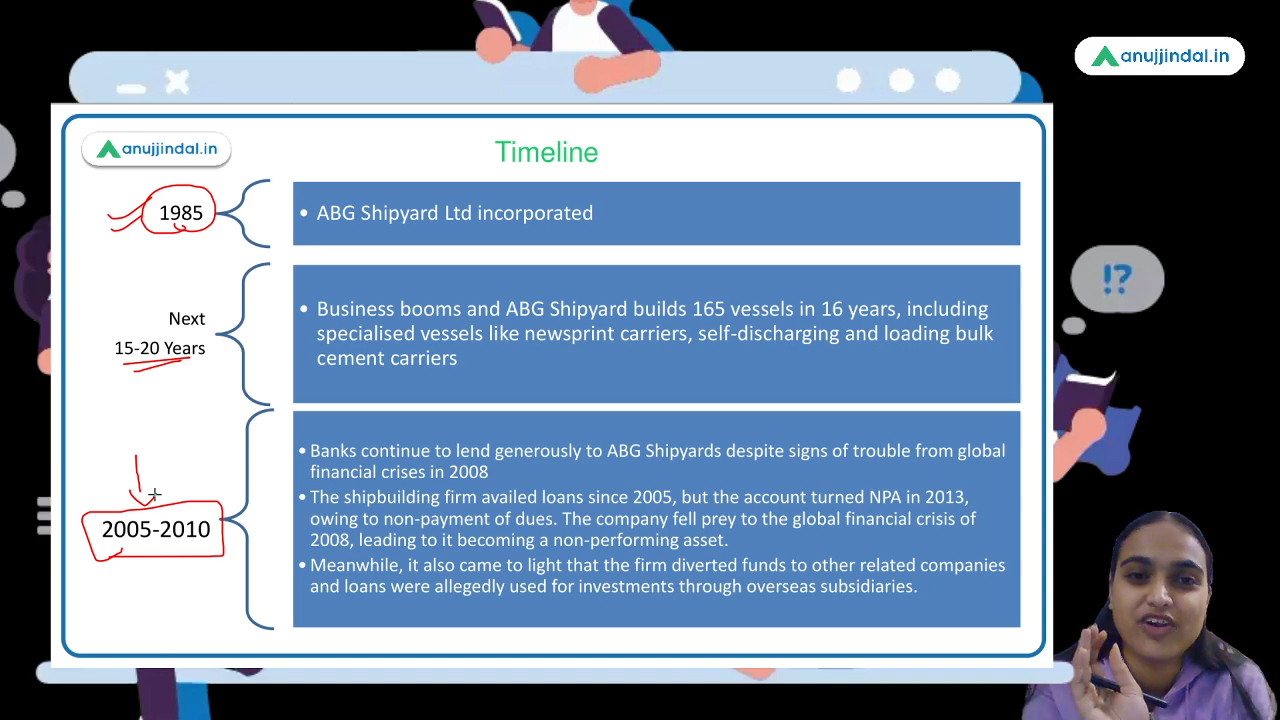 anujjindal.in
anujjindal.in
Timeline
1985
• ABG Shipyard Ltd incorporated
Next
15-20 Years
• Business booms and ABG Shipyard builds 165 vessels in 16 years, including
specialised vessels like newsprint carriers, self-discharging and loading bulk
cement carriers
2005-2010
• Banks continue to lend generously to ABG Shipyards despite signs of trouble from global
financial crises in 2008
• The shipbuilding firm availed loans since 2005, but the account turned NPA in 2013,
owing to non-payment of dues. The company fell prey to the global financial crisis of
2008, leading to it becoming a non-performing asset.
• Meanwhile, it also came to light that the firm diverted funds to other related companies
and loans were allegedly used for investments through overseas subsidiaries.
!?